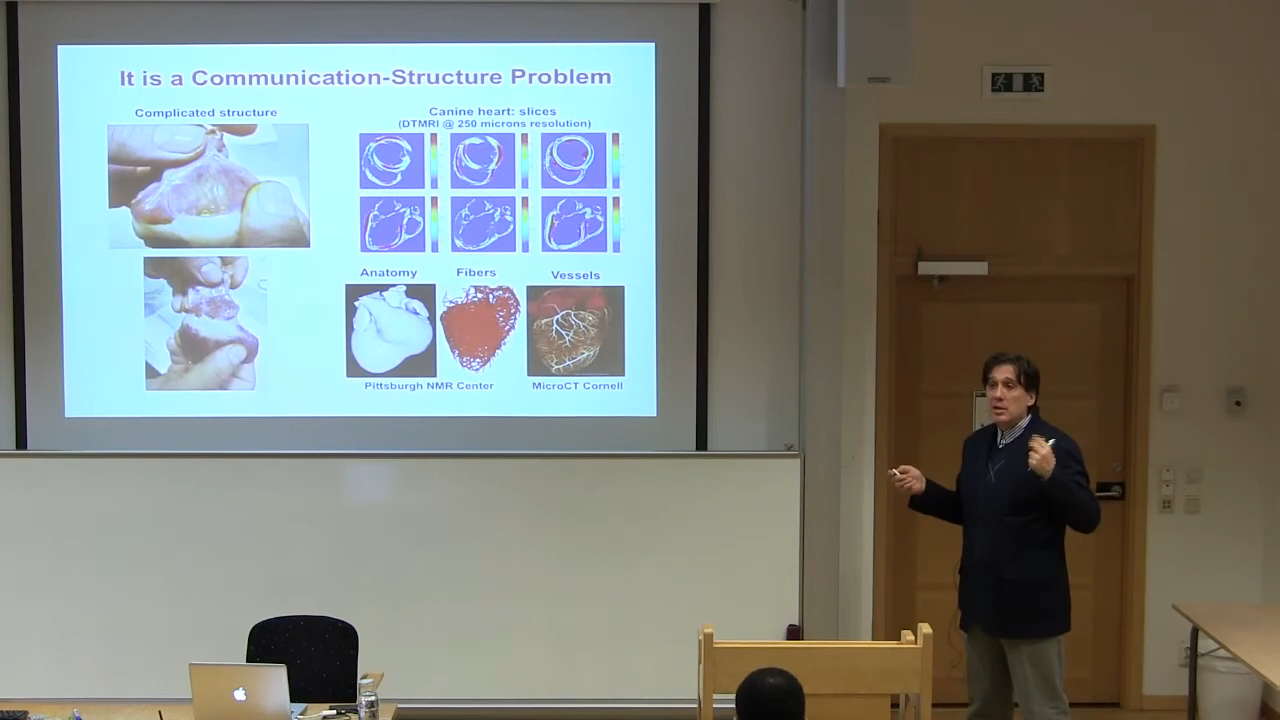 It is a Communication-Structure Problem
Complicated structure
Canine heart: slices
(DTMRI @ 250 microns resolution)
Anatomy
Fibers
Vessels
Pittsburgh NMR Center
MicroCT Cornell